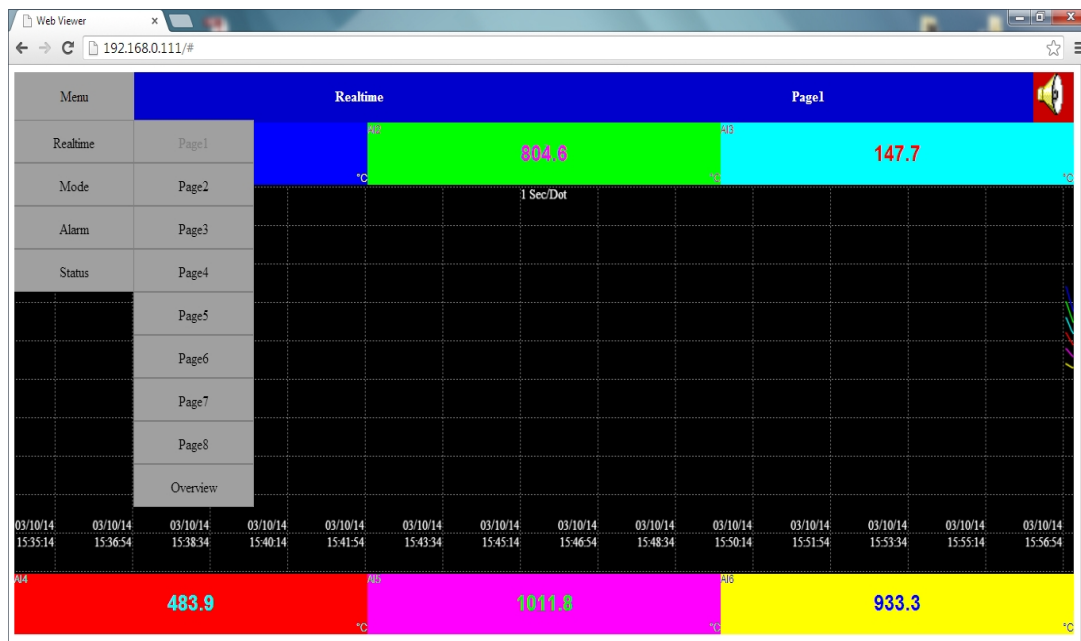 Web Viewer
192.168.0.111/#
Menu
Realtime
Page1
Realtime
Page1
Mode
Page2
Alarm
Page3
Status
Page4
Page5
Page6
Page7
Page8
Overview
°C
AI2
804.6
°C
AI3
147.7
°C
1 Sec/Dot
03/10/14 03/10/14 03/10/14 03/10/14 03/10/14 03/10/14 03/10/14 03/10/14 03/10/14 03/10/14 03/10/14 03/10/14 03/10/14 03/10/14
15:35:14 15:36:54 15:38:34 15:40:14 15:41:54 15:43:34 15:45:14 15:46:54 15:48:34 15:50:14 15:51:54 15:53:34 15:55:14 15:56:54
AI4
483.9
°C
AI5
1011.8
°C
AI6
933.3
°C